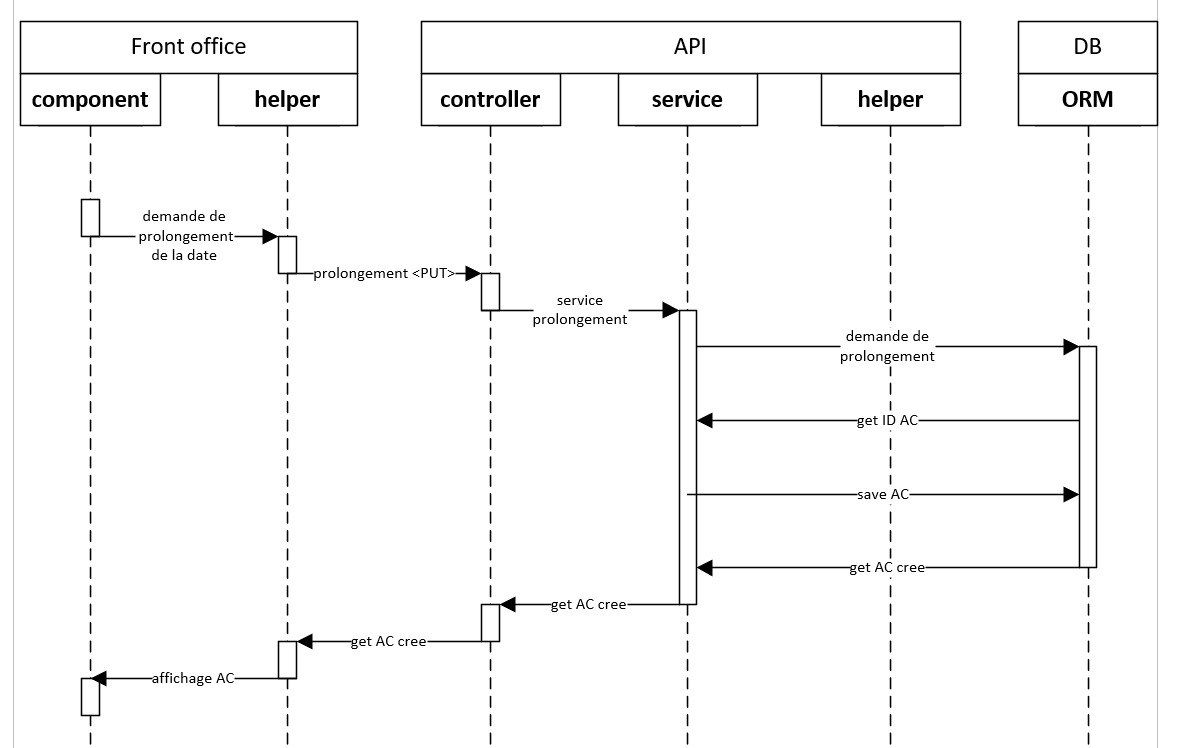 Front office
API
DB
component
helper
controller
service
helper
ORM
demande de
prolongement
de la date
prolongement <PUT>
service
prolongement
demande de
prolongement
get ID AC
save AC
get AC cree
get AC cree
get AC cree
affichage AC